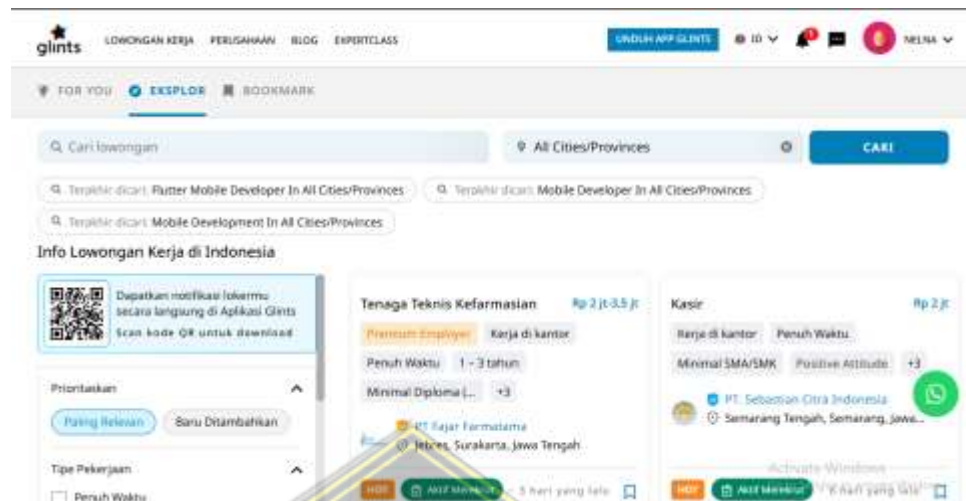 glints LOWONGAN KERJA PERUSAHAAN BLOG EXPERTCLASS UNDUH APP GLINTS ID NELNA
FOR YOU EKSPLOR BOOKMARK
Cari lowongan All Cities/Provinces CARI
Terakhir dicari: Flutter Mobile Developer In All Cities/Provinces Terakhir dicari: Mobile Developer In All Cities/Provinces
Terakhir dicari: Mobile Development In All Cities/Provinces
Info Lowongan Kerja di Indonesia
Dapatkan notifikasi lokermu
secara langsung di Aplikasi Glints
Scan kode QR untuk download
Prioritaskan
Paling Relevan Baru Ditambahkan
Tipe Pekerjaan
Penuh Waktu
Tenaga Teknis Kefarmasian Rp 2 jt-3,5 jt
Premium Employer Kerja di kantor
Penuh Waktu 1 – 3 tahun
Minimal Diploma (... +3
PT Fajar Farmatama
Jebres, Surakarta, Jawa Tengah
HOT Aktif Merekrut 3 hari yang lalu
Kasir Rp 2 jt
Kerja di kantor Penuh Waktu
Minimal SMA/SMK Positive Attitude +3
PT. Sebastian Citra Indonesia
Semarang Tengah, Semarang, Jawa...
Activate Windows
HOT Aktif Merekrut hari yang lalu